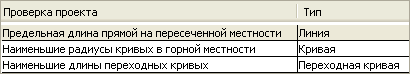 Проверка проекта Тип
Предельная длина прямой на пересеченной местности Линия
Наименьшие радиусы кривых в горной местности Кривая
Наименьшие длины переходных кривых Переходная кривая